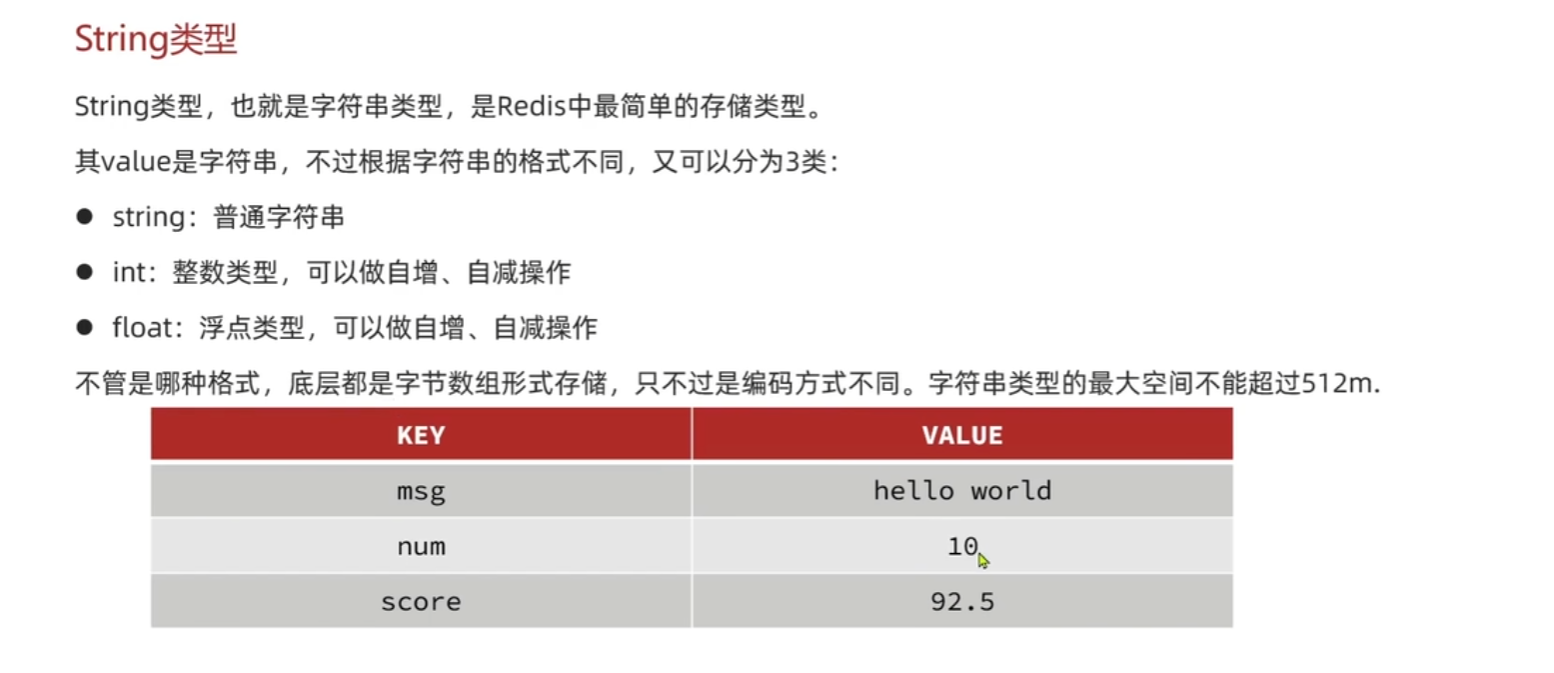 String类型
String类型，也就是字符串类型，是Redis中最简单的存储类型。
其value是字符串，不过根据字符串的格式不同，又可以分为3类：
● string：普通字符串
● int：整数类型，可以做自增、自减操作
● float：浮点类型，可以做自增、自减操作
不管是哪种格式，底层都是字节数组形式存储，只不过是编码方式不同。字符串类型的最大空间不能超过512m.
KEY VALUE
msg hello world
num 10
score 92.5